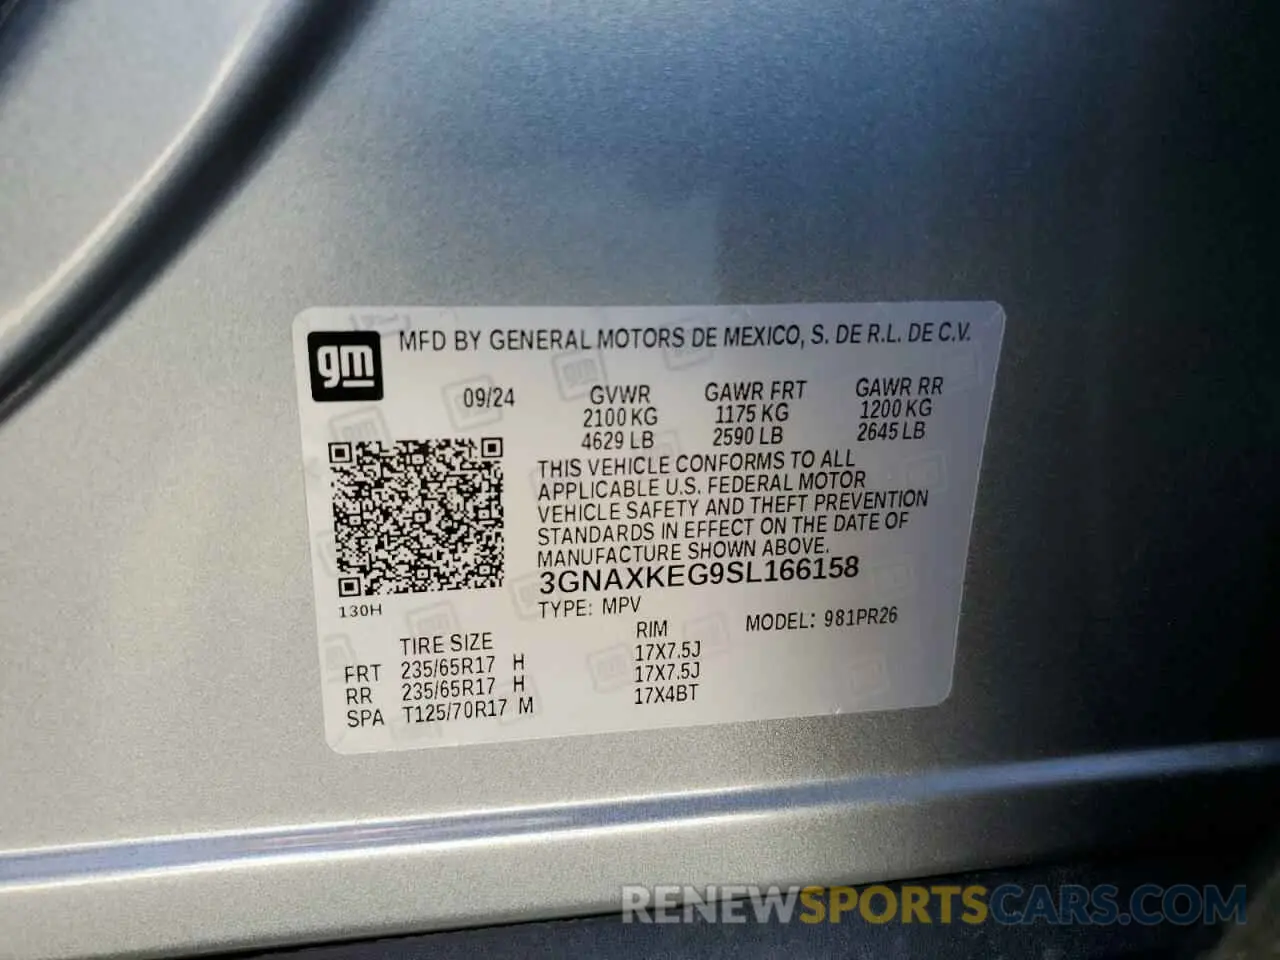 gm
MFD BY GENERAL MOTORS DE MEXICO, S. DE R.L. DE C.V.
09/24 GVWR GAWR FRT GAWR RR
2100 KG 1175 KG 1200 KG
4629 LB 2590 LB 2645 LB
THIS VEHICLE CONFORMS TO ALL
APPLICABLE U.S. FEDERAL MOTOR
VEHICLE SAFETY AND THEFT PREVENTION
STANDARDS IN EFFECT ON THE DATE OF
MANUFACTURE SHOWN ABOVE.
3GNAXKEG9SL166158
130H
TYPE: MPV MODEL: 981PR26
TIRE SIZE RIM
FRT 235/65R17 H 17X7.5J
RR 235/65R17 H 17X7.5J
SPA T125/70R17 M 17X4BT
RENEWSPORTSCARS.COM